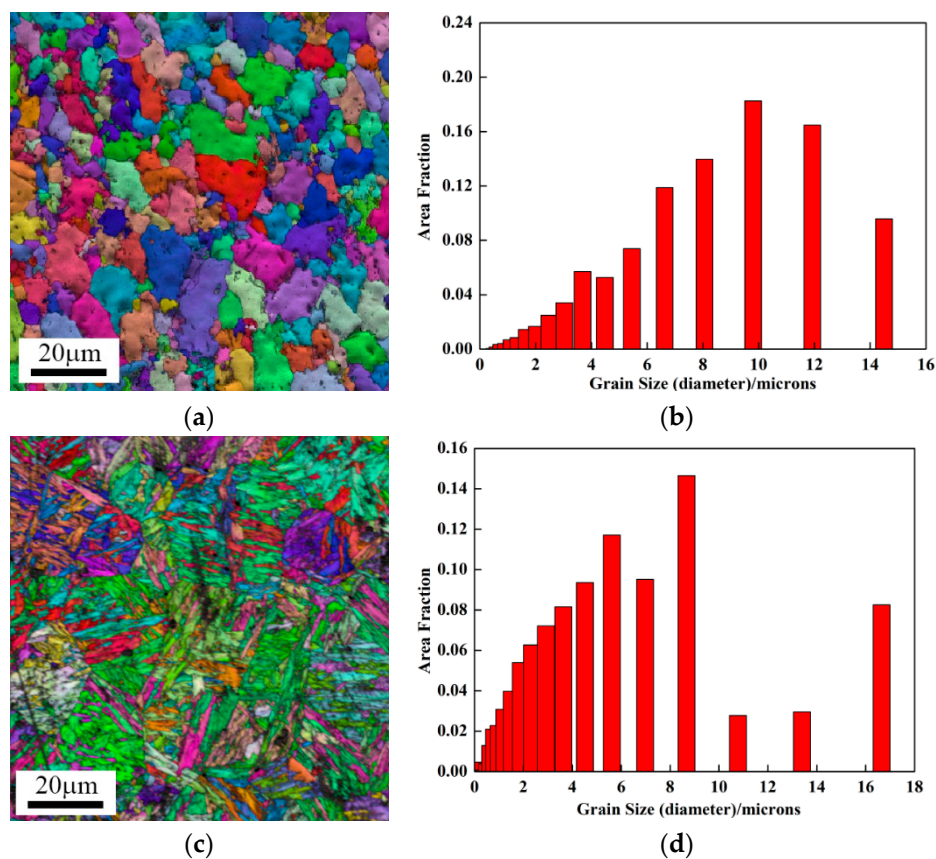 20μm
(a)
0.24
0.20
0.16
0.12
0.08
0.04
0.00
Area Fraction
0 2 4 6 8 10 12 14 16
Grain Size (diameter)/microns
(b)
20μm
(c)
0.16
0.14
0.12
0.10
0.08
0.06
0.04
0.02
0.00
Area Fraction
0 2 4 6 8 10 12 14 16 18
Grain Size (diameter)/microns
(d)